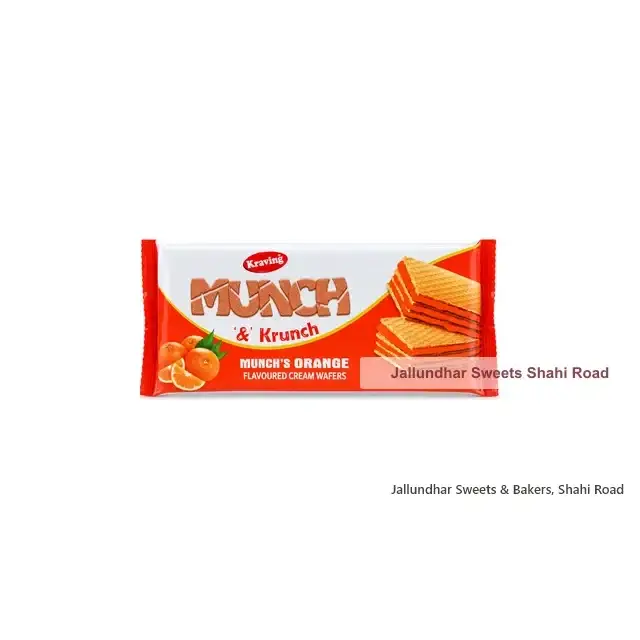 Kraving
MUNCH
'&' Krunch
MUNCH'S ORANGE
FLAVOURED CREAM WAFERS
Jallundhar Sweets Shahi Road
Jallundhar Sweets & Bakers, Shahi Road